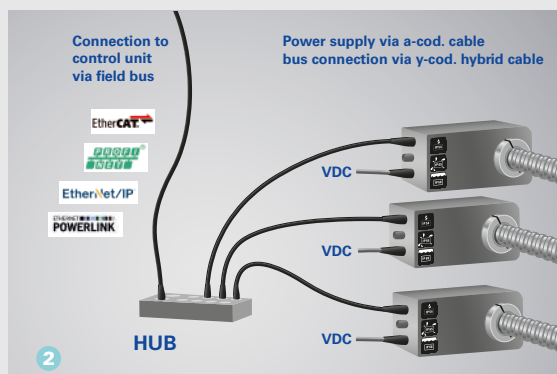 Connection to
control unit
via field bus
Power supply via a-cod. cable
bus connection via y-cod. hybrid cable
EtherCAT
PROFI
NET
EtherNet/IP
ETHERNET
POWERLINK
VDC
VDC
VDC
HUB
2